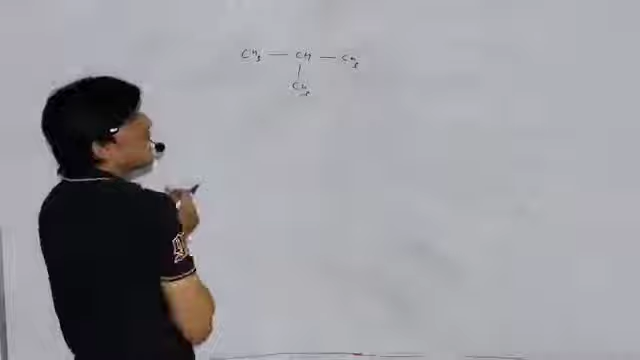 CH₃ — CH — CH₃
|
CH₃